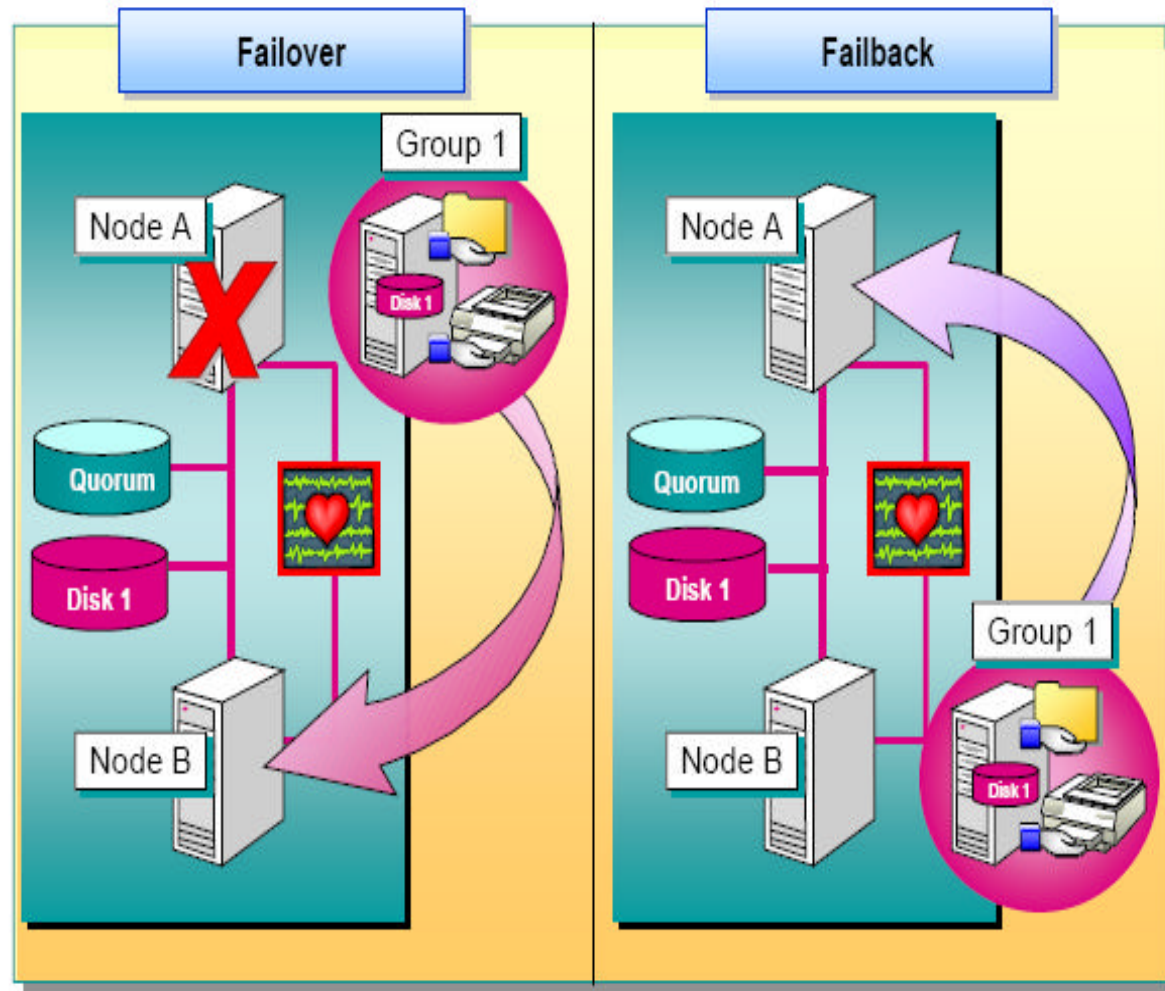 Failover
Group 1
Node A
Disk 1
Quorum
Disk 1
Node B
Failback
Node A
Quorum
Disk 1
Group 1
Node B
Disk 1